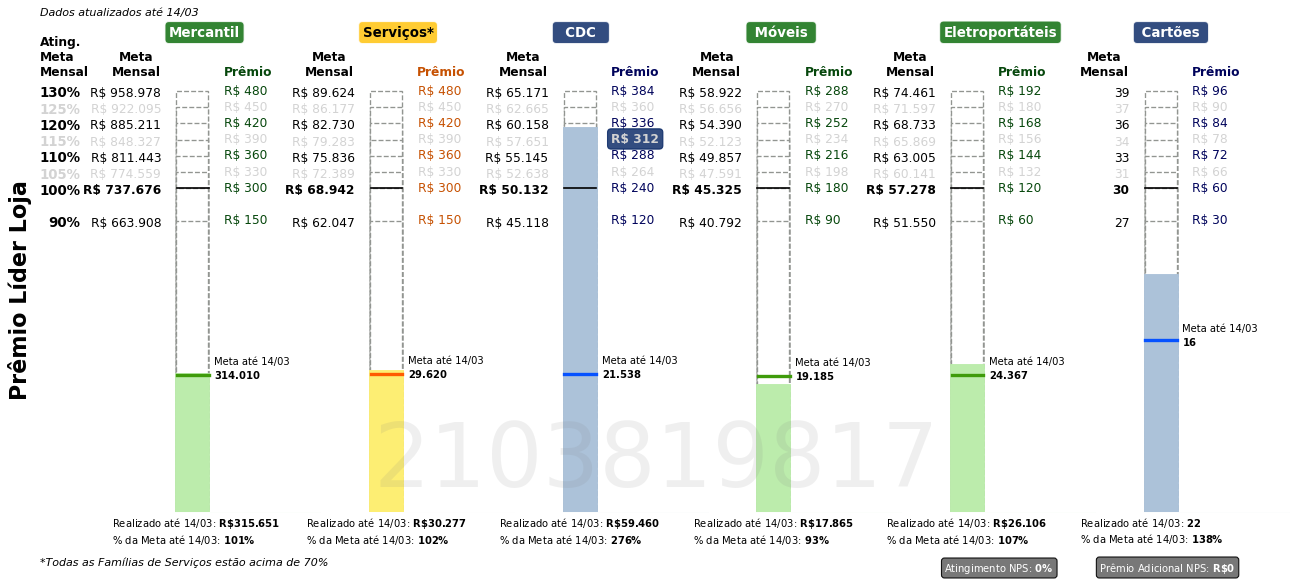 Dados atualizados até 14/03
Mercantil Serviços* CDC Móveis Eletroportáteis Cartões
Ating. Meta Mensal
Meta Mensal Prêmio Meta Mensal Prêmio Meta Mensal Prêmio Meta Mensal Prêmio Meta Mensal Prêmio Meta Mensal Prêmio
130% R$ 958.978 R$ 480 R$ 89.624 R$ 480 R$ 65.171 R$ 384 R$ 58.922 R$ 288 R$ 74.461 R$ 192 39 R$ 96
125% R$ 922.095 R$ 450 R$ 86.177 R$ 450 R$ 62.665 R$ 360 R$ 56.656 R$ 270 R$ 71.597 R$ 180 37 R$ 90
120% R$ 885.211 R$ 420 R$ 82.730 R$ 420 R$ 60.158 R$ 336 R$ 54.390 R$ 252 R$ 68.733 R$ 168 36 R$ 84
115% R$ 848.327 R$ 390 R$ 79.283 R$ 390 R$ 57.651 R$ 312 R$ 52.123 R$ 234 R$ 65.869 R$ 156 34 R$ 78
110% R$ 811.443 R$ 360 R$ 75.836 R$ 360 R$ 55.145 R$ 288 R$ 49.857 R$ 216 R$ 63.005 R$ 144 33 R$ 72
105% R$ 774.559 R$ 330 R$ 72.389 R$ 330 R$ 52.638 R$ 264 R$ 47.591 R$ 198 R$ 60.141 R$ 132 31 R$ 66
100% R$ 737.676 R$ 300 R$ 68.942 R$ 300 R$ 50.132 R$ 240 R$ 45.325 R$ 180 R$ 57.278 R$ 120 30 R$ 60
90% R$ 663.908 R$ 150 R$ 62.047 R$ 150 R$ 45.118 R$ 120 R$ 40.792 R$ 90 R$ 51.550 R$ 60 27 R$ 30
Prêmio Líder Loja
Meta até 14/03
16
Meta até 14/03 Meta até 14/03 Meta até 14/03 Meta até 14/03 Meta até 14/03
314.010 29.620 21.538 19.185 24.367
2103819817
Realizado até 14/03: R$315.651 Realizado até 14/03: R$30.277 Realizado até 14/03: R$59.460 Realizado até 14/03: R$17.865 Realizado até 14/03: R$26.106 Realizado até 14/03: 22
% da Meta até 14/03: 101% % da Meta até 14/03: 102% % da Meta até 14/03: 276% % da Meta até 14/03: 93% % da Meta até 14/03: 107% % da Meta até 14/03: 138%
*Todas as Famílias de Serviços estão acima de 70%
Atingimento NPS: 0% Prêmio Adicional NPS: R$0